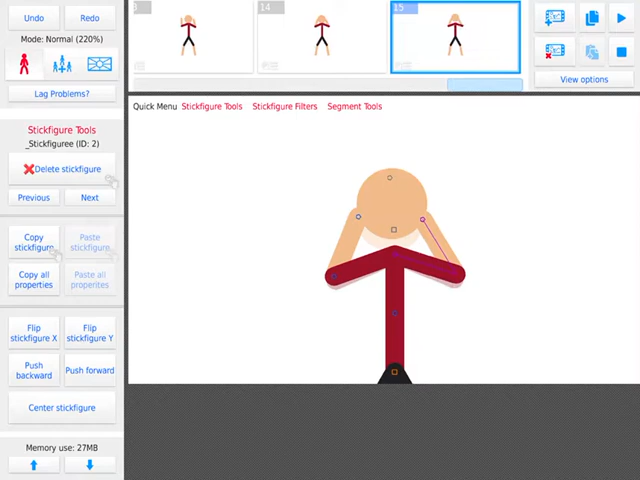 Undo
Redo
Mode: Normal (220%)
Lag Problems?
14
15
View options
Quick Menu Stickfigure Tools Stickfigure Filters Segment Tools
Stickfigure Tools
_Stickfiguree (ID: 2)
Delete stickfigure
Previous
Next
Copy
stickfigure
Paste
stickfigure
Copy all
properties
Paste all
properites
Flip
stickfigure X
Flip
stickfigure Y
Push
backward
Push forward
Center stickfigure
Memory use: 27MB